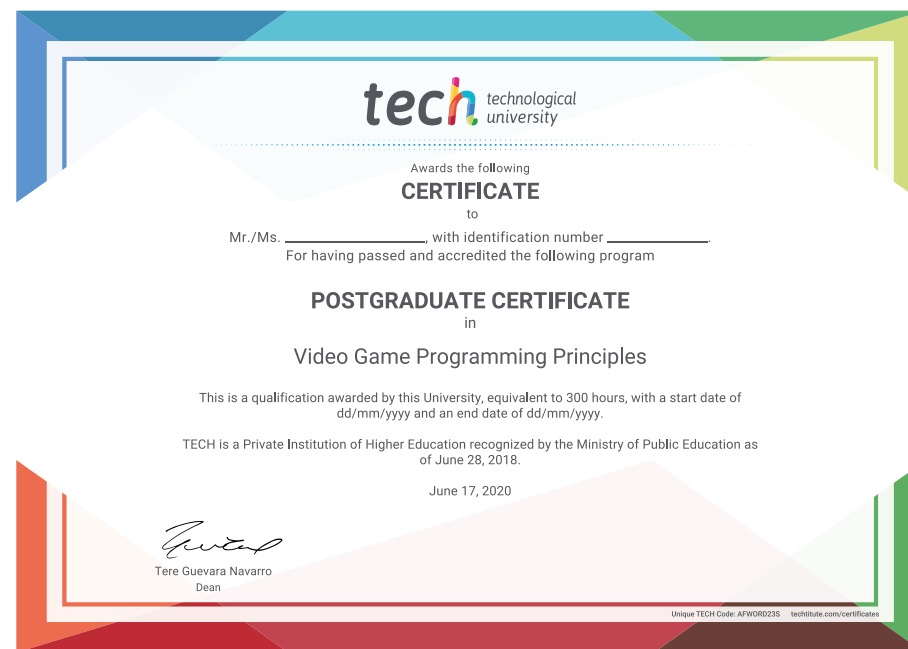 tech technological
university
Awards the following
CERTIFICATE
to
Mr./Ms. ____________________, with identification number ______________.
For having passed and accredited the following program
POSTGRADUATE CERTIFICATE
in
Video Game Programming Principles
This is a qualification awarded by this University, equivalent to 300 hours, with a start date of
dd/mm/yyyy and an end date of dd/mm/yyyy.
TECH is a Private Institution of Higher Education recognized by the Ministry of Public Education as
of June 28, 2018.
June 17, 2020
Tere Guevara Navarro
Dean
Unique TECH Code: AFWORD23S techtitute.com/certificates